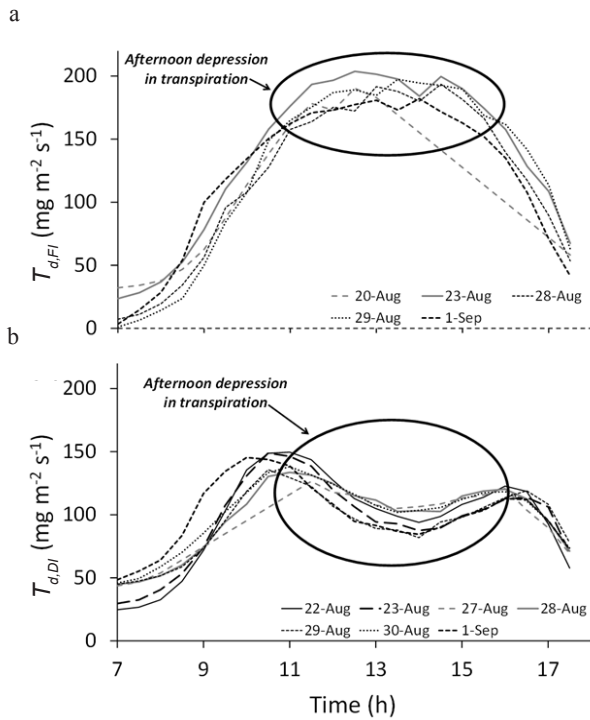 a
Afternoon depression
in transpiration
200
150
100
50
0
T_d,FI (mg m-2 s-1)
20-Aug 23-Aug 28-Aug
29-Aug 1-Sep
b
Afternoon depression
in transpiration
200
150
100
50
0
T_d,DI (mg m-2 s-1)
22-Aug 23-Aug 27-Aug 28-Aug
29-Aug 30-Aug 1-Sep
7 9 11 13 15 17
Time (h)